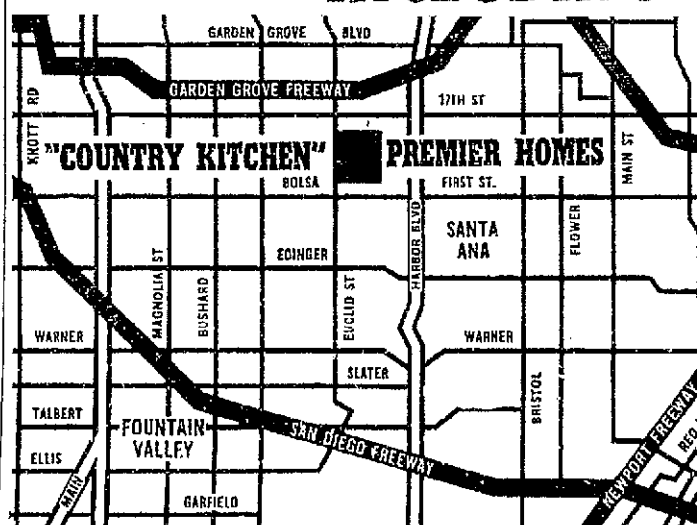 GARDEN GROVE BLVD
GARDEN GROVE FREEWAY
17TH ST
KNOTT RD
MAIN ST
"COUNTRY KITCHEN" PREMIER HOMES
BOLSA
FIRST ST.
HARBOR BLVD
FLOWER
SANTA ANA
EDINGER
MAGNOLIA ST
BUSHARD
EUCLID ST
WARNER
WARNER
SLATER
BRISTOL
TALBERT
FOUNTAIN VALLEY
SAN DIEGO FREEWAY
NEWPORT FREEWAY
ELLIS
MAIN
GARFIELD